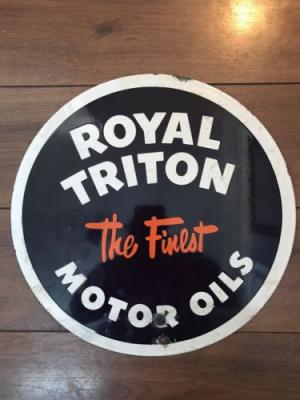 ROYAL
TRITON
The Finest
MOTOR OILS